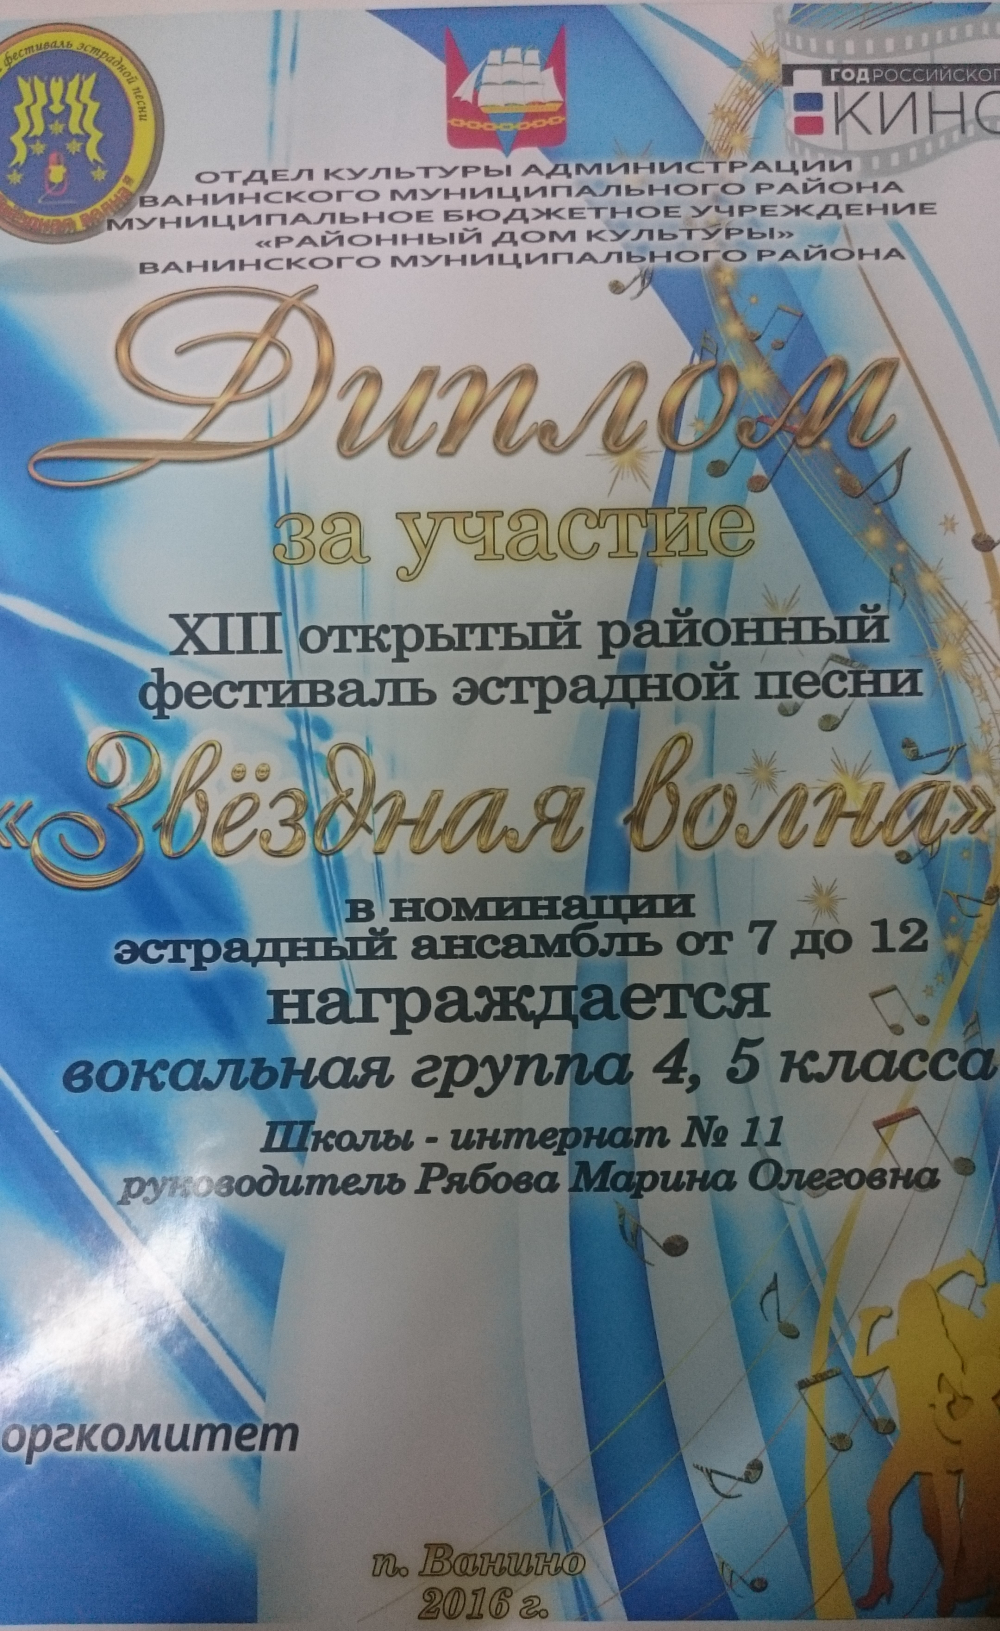 фестиваль эстрадной песни
ГОД РОССИЙСКОГО
КИНО
ОТДЕЛ КУЛЬТУРЫ АДМИНИСТРАЦИИ
ВАНИНСКОГО МУНИЦИПАЛЬНОГО РАЙОНА
МУНИЦИПАЛЬНОЕ БЮДЖЕТНОЕ УЧРЕЖДЕНИЕ
«РАЙОННЫЙ ДОМ КУЛЬТУРЫ»
ВАНИНСКОГО МУНИЦИПАЛЬНОГО РАЙОНА
Диплом
за участие
XIII открытый районный
фестиваль эстрадной песни
«Звёздная волна»
в номинации
эстрадный ансамбль от 7 до 12
награждается
вокальная группа 4, 5 класса
Школы - интернат № 11
руководитель Рябова Марина Олеговна
оргкомитет
п. Ванино
2016 г.